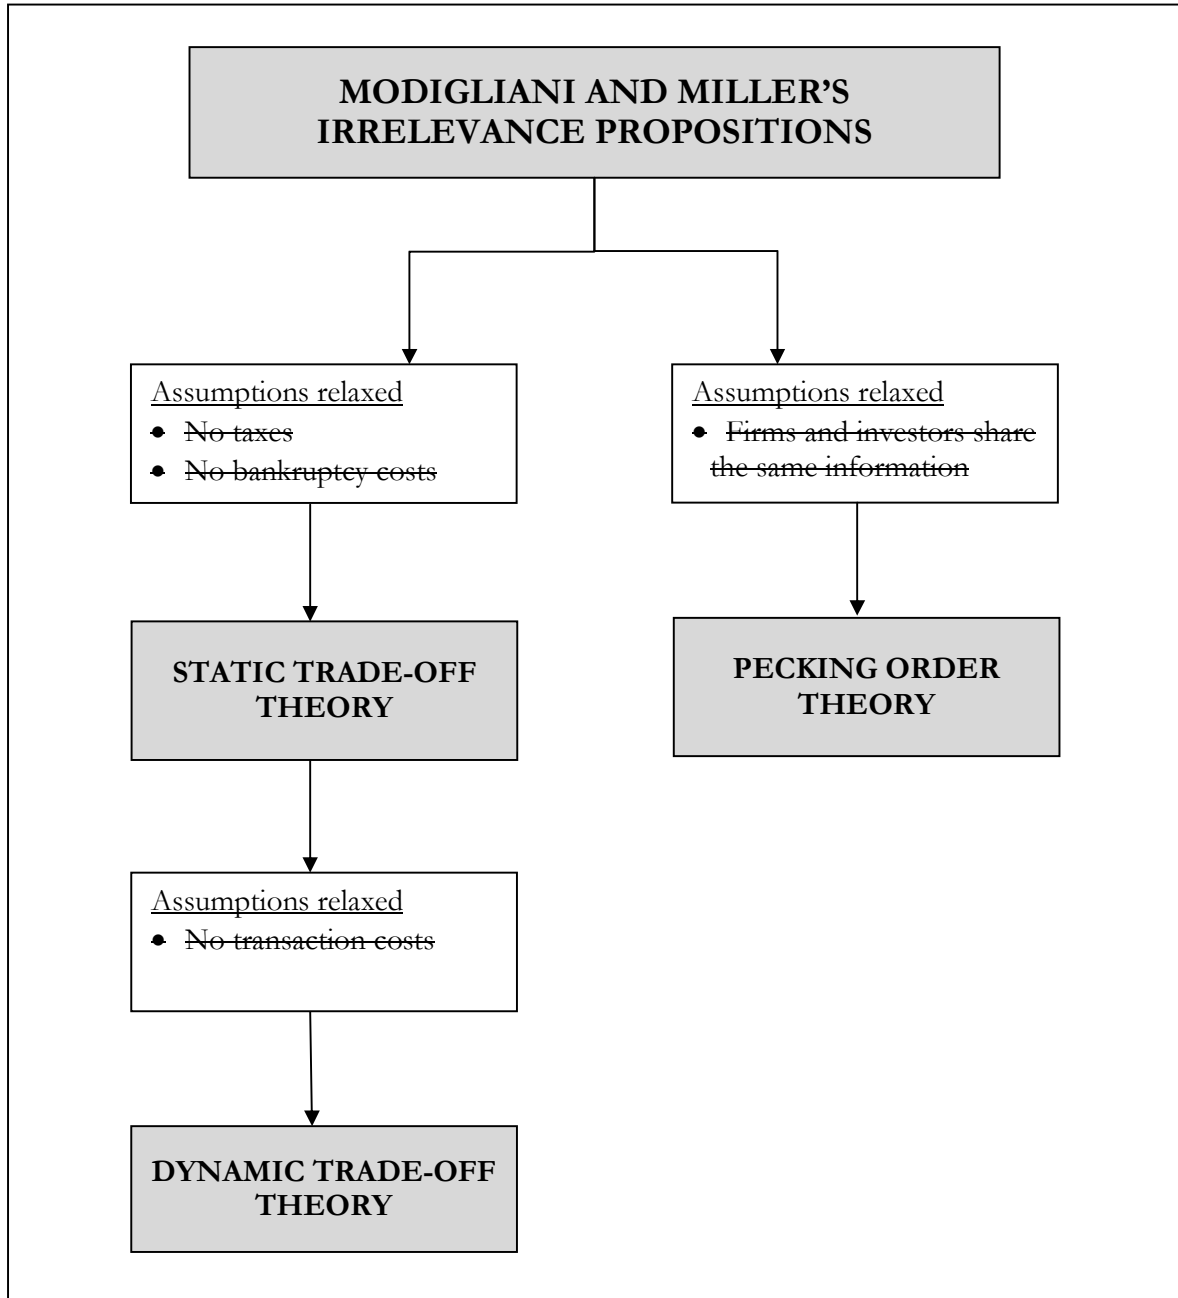 MODIGLIANI AND MILLER'S
IRRELEVANCE PROPOSITIONS
Assumptions relaxed
• No taxes
• No bankruptcy costs
Assumptions relaxed
• Firms and investors share
the same information
STATIC TRADE-OFF
THEORY
PECKING ORDER
THEORY
Assumptions relaxed
• No transaction costs
DYNAMIC TRADE-OFF
THEORY